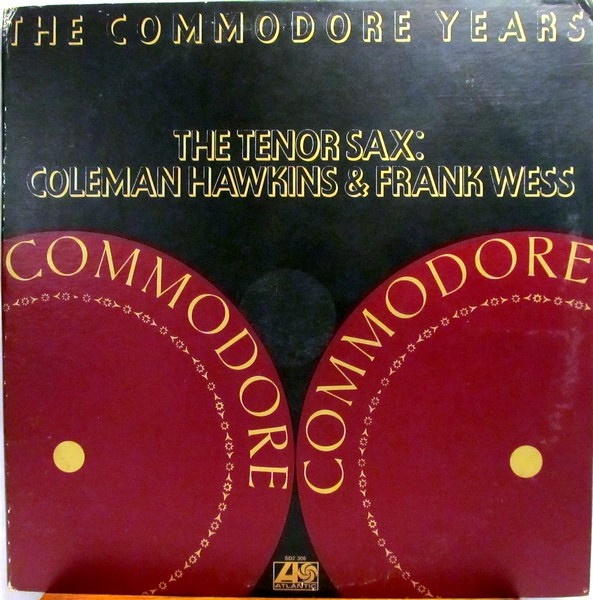 THE COMMODORE YEARS
THE TENOR SAX:
COLEMAN HAWKINS & FRANK WESS
COMMODORE
COMMODORE
SD2 306
ATLANTIC